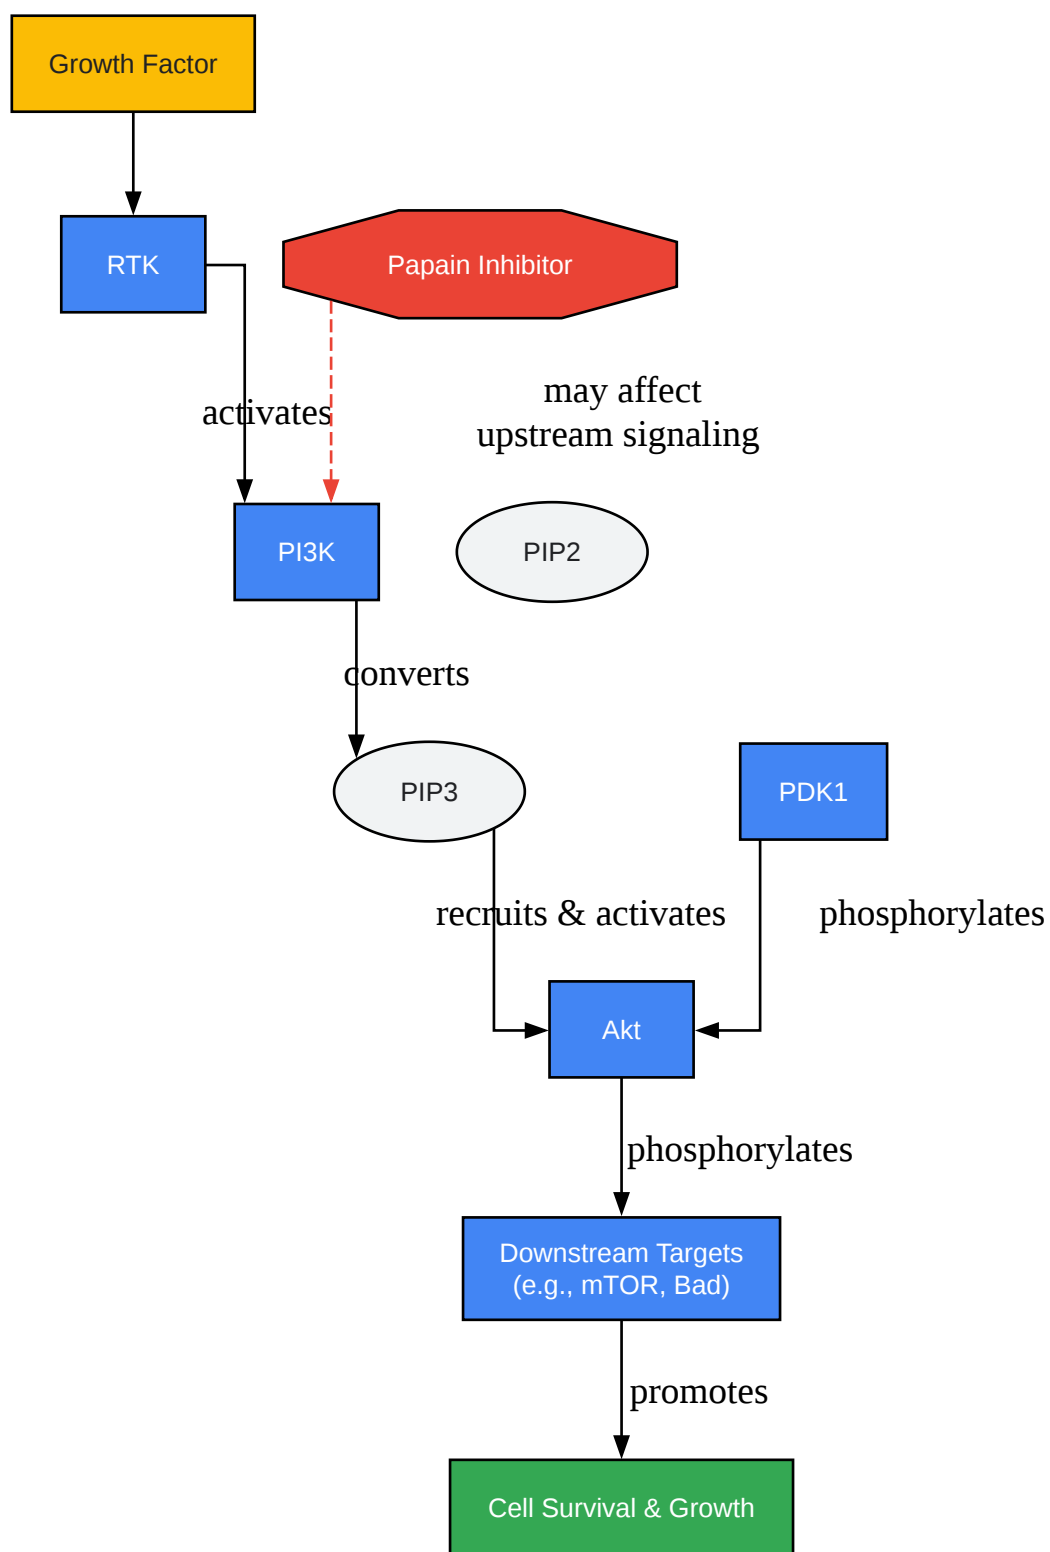 Growth Factor
RTK
Papain Inhibitor
activates
may affect
upstream signaling
PI3K
PIP2
converts
PIP3
PDK1
recruits & activates
phosphorylates
Akt
phosphorylates
Downstream Targets
(e.g., mTOR, Bad)
promotes
Cell Survival & Growth